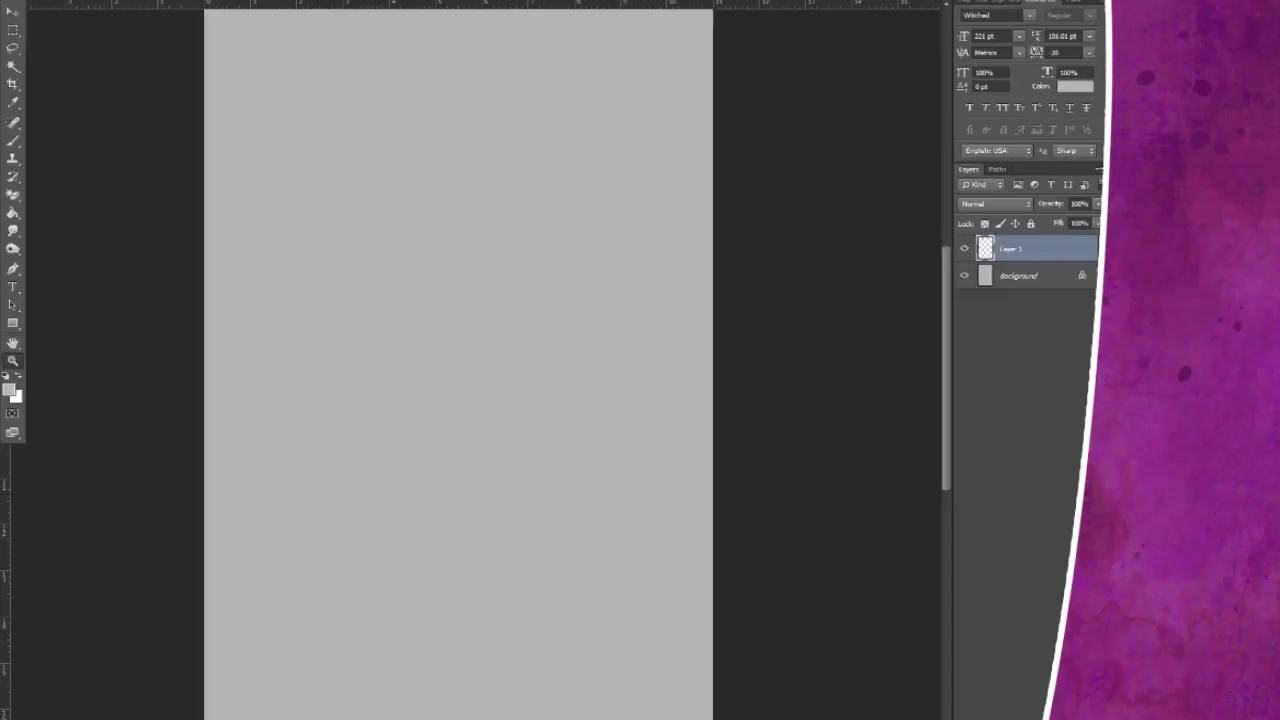 Witched Regular
221 pt 101.01 pt
Metrics -20
100% 100%
0 pt Color:
English: USA Sharp
Layers Paths
Kind
Normal Opacity: 100%
Lock: Fill: 100%
Layer 1
Background